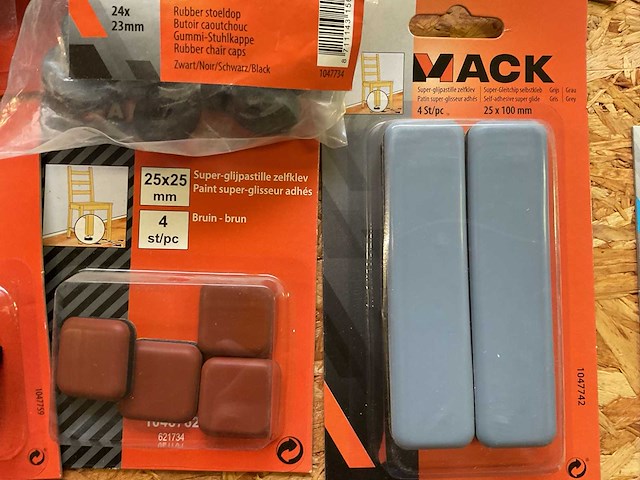 24x
23mm
Rubber stoeldop
Butoir caoutchouc
Gummi-Stuhlkappe
Rubber chair caps
Zwart/Noir/Schwarz/Black
1047734
MACK
Super-glijpastille zelfklev. Super-Gleitchip selbstkleb. Grijs Grau
Patin super-glisseur adhés Self-adhesive super glide Gris Grey
4 St/pc 25 x 100 mm
1047742
25x25
mm
Super-glijpastille zelfklev
Paint super-glisseur adhés
4
st/pc
Bruin - brun
621734
1047759